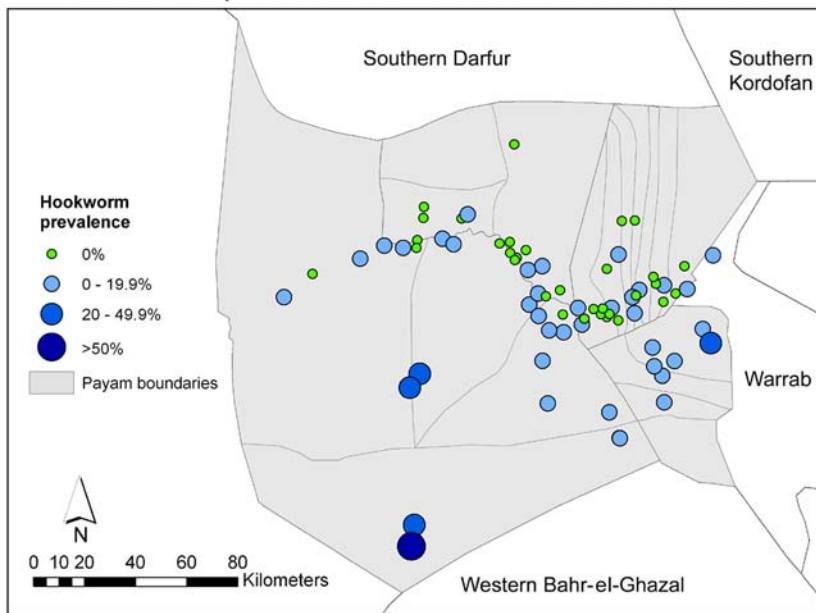 Southern Darfur
Southern
Kordofan
Hookworm
prevalence
0%
0 - 19.9%
20 - 49.9%
>50%
Payam boundaries
Warrab
N
0 10 20 40 60 80
Kilometers
Western Bahr-el-Ghazal